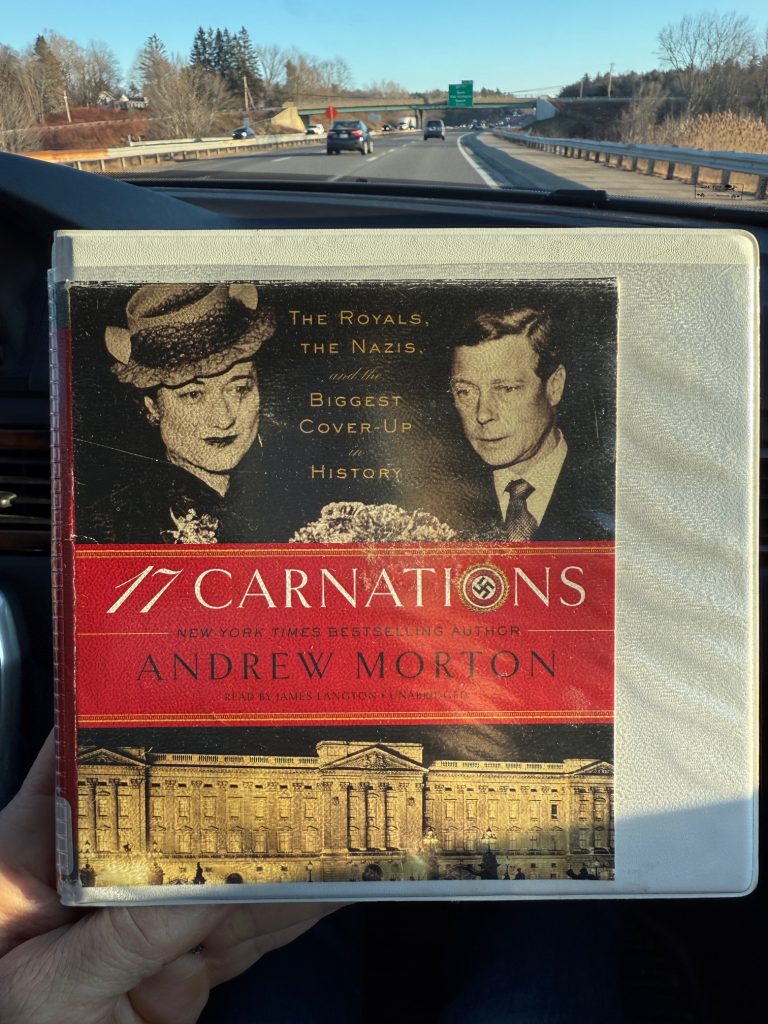 THE ROYALS,
THE NAZIS,
and the
BIGGEST
COVER-UP
in
HISTORY
17 CARNATIONS
NEW YORK TIMES BESTSELLING AUTHOR
ANDREW MORTON
READ BY JAMES LANGTON • UNABRIDGED